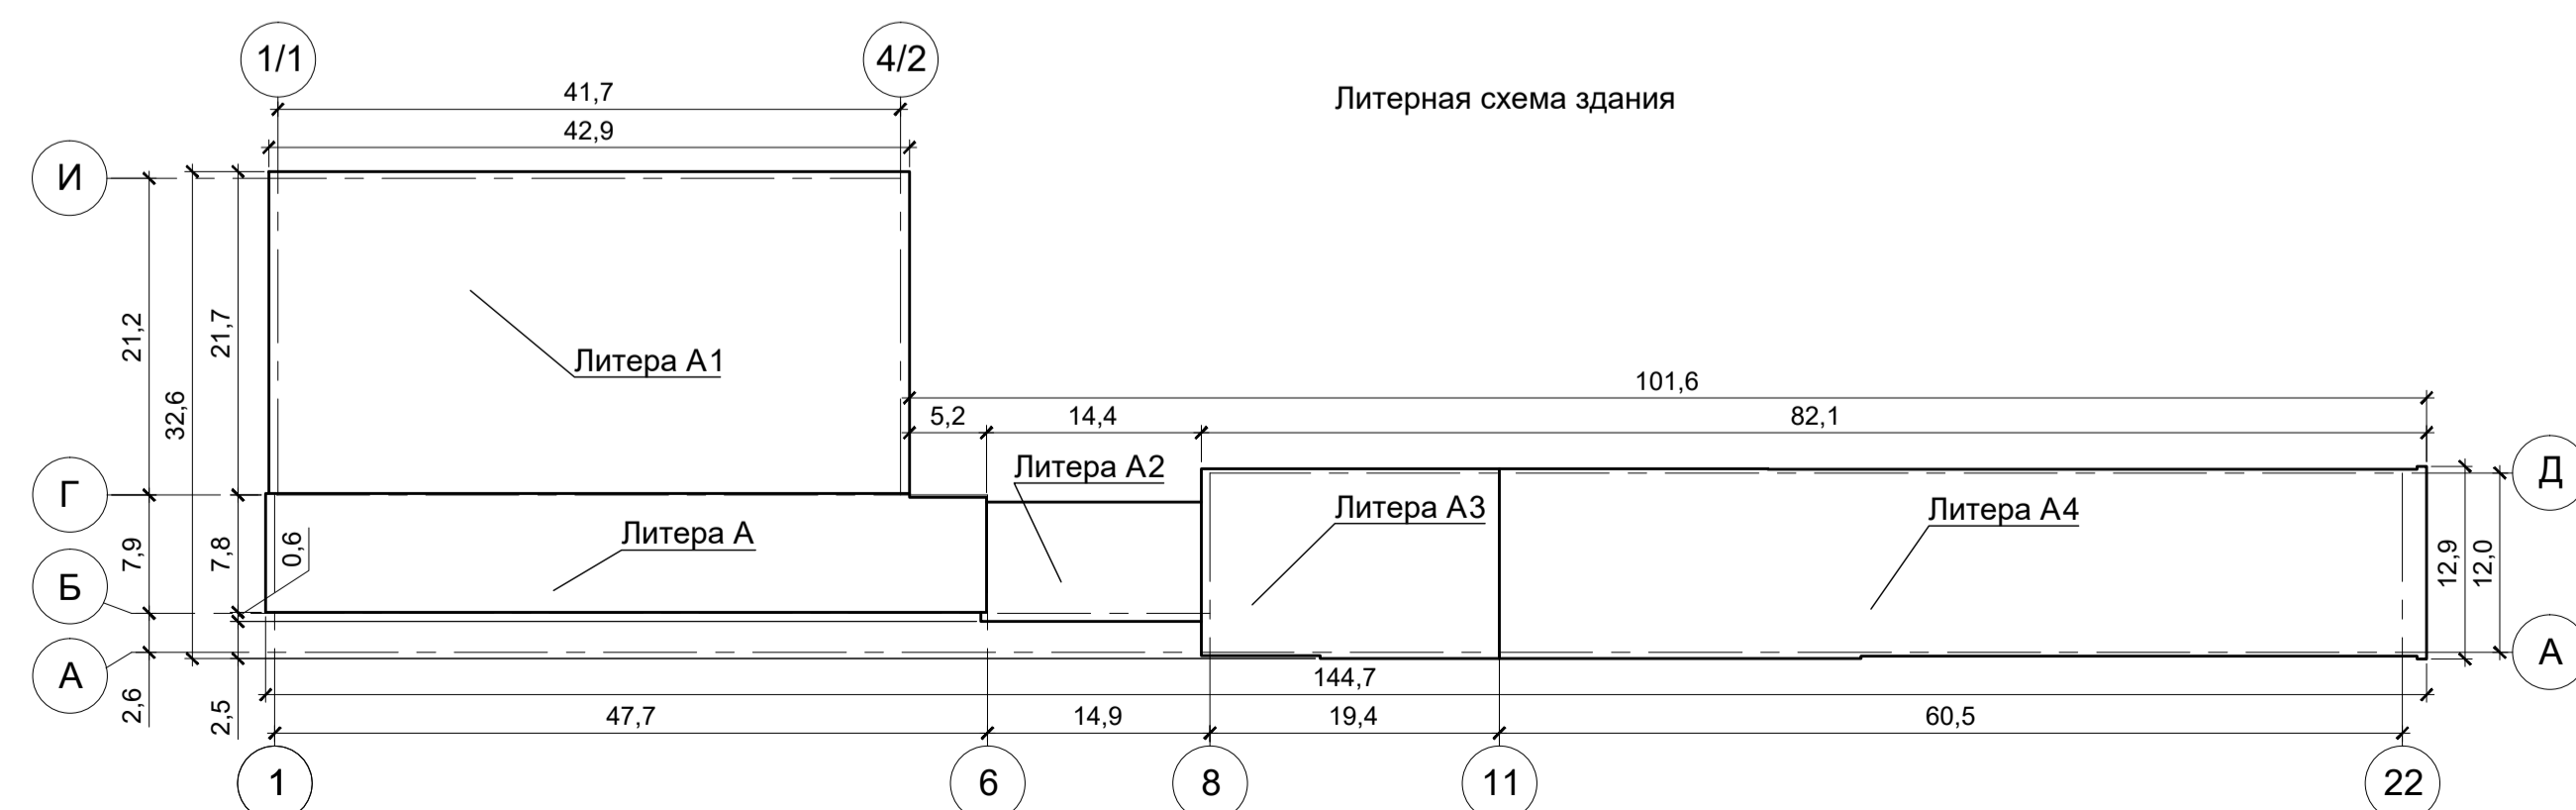 1/1
4/2
41,7
Литерная схема здания
42,9
И
21,2
21,7
32,6
Литера А1
101,6
5,2
14,4
82,1
Литера А2
Д
Г
Литера А3
Литера А4
Литера А
0,6
7,9
7,8
12,9
12,0
Б
А
А
2,6
2,5
144,7
47,7
14,9
19,4
60,5
1
6
8
11
22